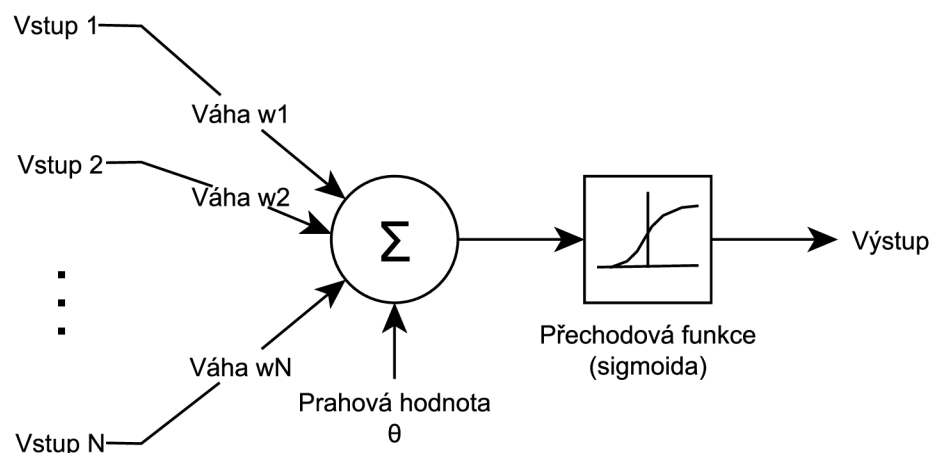 Vstup 1
Váha w1
Vstup 2
Váha w2
Σ
Výstup
Přechodová funkce
(sigmoida)
Váha wN
Prahová hodnota
θ
Vstup N